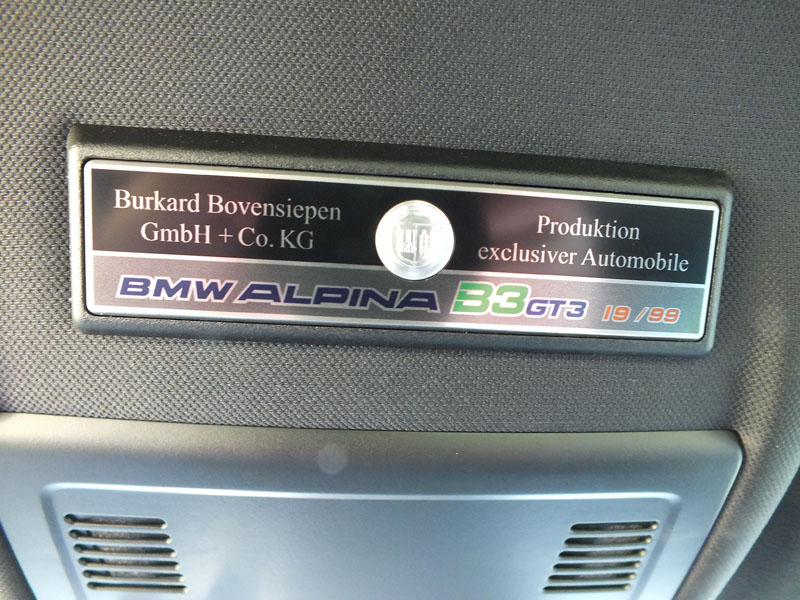 Burkard Bovensiepen
GmbH + Co. KG
Produktion
exclusiver Automobile
BMW ALPINA B3 GT3 19/99